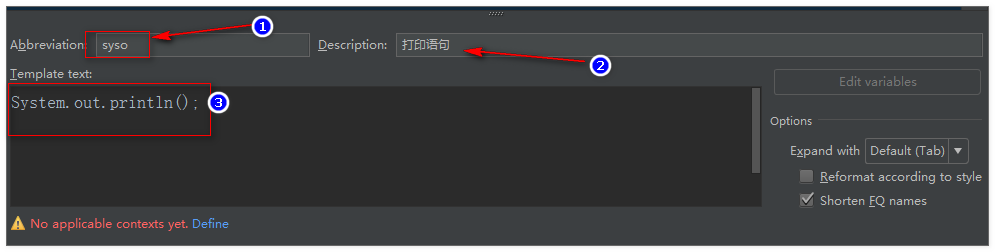 Abbreviation: syso ① Description: 打印语句 ②
Template text:
System.out.println(); ③
Edit variables
Options
Expand with Default (Tab)
Reformat according to style
Shorten FQ names
No applicable contexts yet. Define